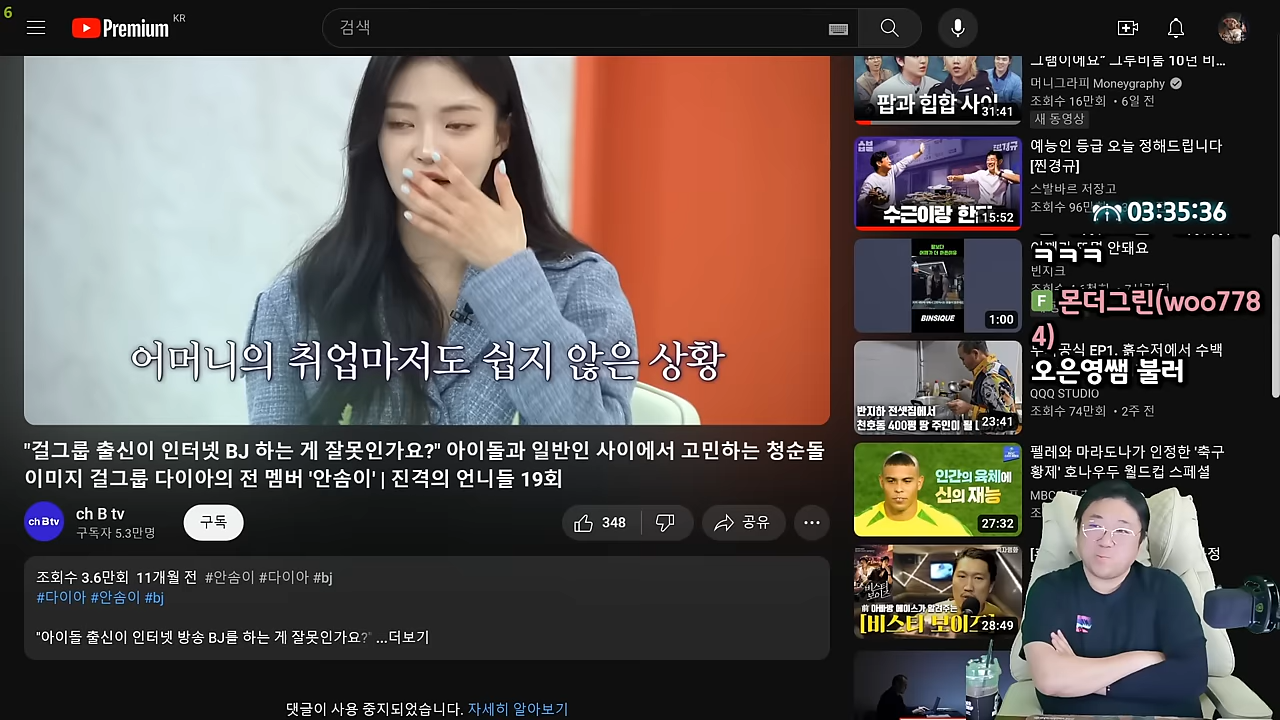 6
Premium KR
검색
어머니의 취업마저도 쉽지 않은 상황
"걸그룹 출신이 인터넷 BJ 하는 게 잘못인가요?" 아이돌과 일반인 사이에서 고민하는 청순돌
이미지 걸그룹 다이아의 전 멤버 '안솜이' | 진격의 언니들 19회
ch B tv
ch B tv
구독자 5.3만명
구독
348
공유
조회수 3.6만회 11개월 전 #안솜이 #다이아 #bj
#다이아 #안솜이 #bj
"아이돌 출신이 인터넷 방송 BJ를 하는 게 잘못인가요?" ...더보기
댓글이 사용 중지되었습니다. 자세히 알아보기
팝과 힙합 사이
31:41
머니그라피 Moneygraphy
조회수 16만회 • 6일 전
새 동영상
수근이랑 한
15:52
예능인 등급 오늘 정해드립니다
[찐경규]
스발바르 저장고
조회수 96만
03:35:36
BINSIQUE
1:00
안돼요
ㅋㅋㅋ
빈지크
F 몬더그린(woo778
4)
오은영쌤 불러
반지하 전셋집에서
천호동 400평 땅 주인이 될
23:41
공식 EP1. 흙수저에서 수백
QQQ STUDIO
조회수 74만회 • 2주 전
인간의 육체에
신의 재능
27:32
펠레와 마라도나가 인정한 '축구
황제' 호나우두 월드컵 스페셜
前 아빠방 에이스가 알려주는
[비스티 보이즈]
28:49